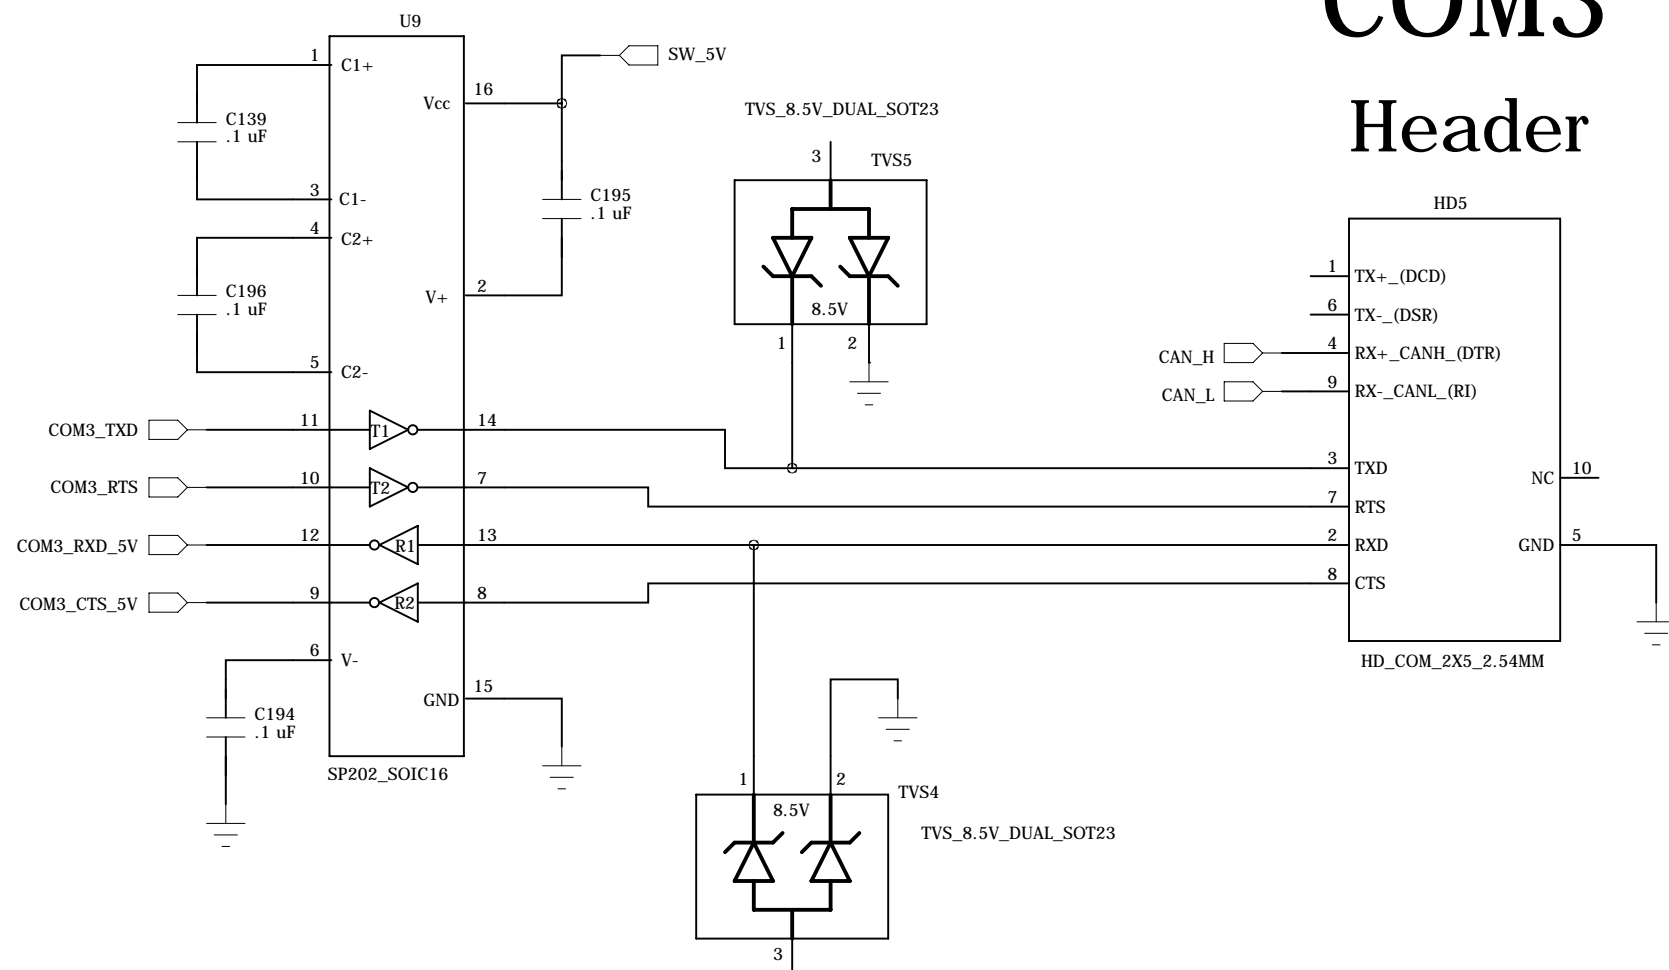 COM3
Header
U9
1
C1+
C139
.1 uF
3
C1-
4
C2+
C196
.1 uF
5
C2-
16
Vcc
SW_5V
C195
.1 uF
2
V+
COM3_TXD
11
T1
14
COM3_RTS
10
T2
7
COM3_RXD_5V
12
R1
13
COM3_CTS_5V
9
R2
8
6
V-
C194
.1 uF
15
GND
SP202_SOIC16
TVS_8.5V_DUAL_SOT23
3
TVS5
8.5V
1
2
1
2
TVS4
8.5V
TVS_8.5V_DUAL_SOT23
3
HD5
1
TX+_(DCD)
6
TX-_(DSR)
CAN_H
4
RX+_CANH_(DTR)
CAN_L
9
RX-_CANL_(RI)
3
TXD
7
RTS
2
RXD
8
CTS
NC
10
GND
5
HD_COM_2X5_2.54MM